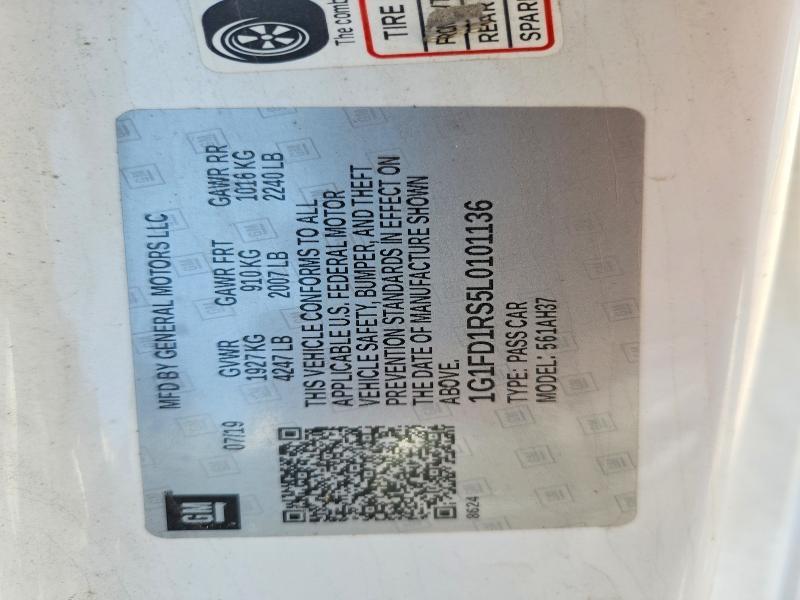 The comb
TIRE
REAR
SPAR
GM
MFD BY GENERAL MOTORS LLC
07/19 GVWR GAWR FRT GAWR RR
1927KG 910 KG 1016 KG
4247 LB 2007 LB 2240 LB
THIS VEHICLE CONFORMS TO ALL
APPLICABLE U.S. FEDERAL MOTOR
VEHICLE SAFETY, BUMPER, AND THEFT
PREVENTION STANDARDS IN EFFECT ON
THE DATE OF MANUFACTURE SHOWN
ABOVE.
1G1FD1RS5L0101136
TYPE: PASS CAR
MODEL: 561AH37
8624